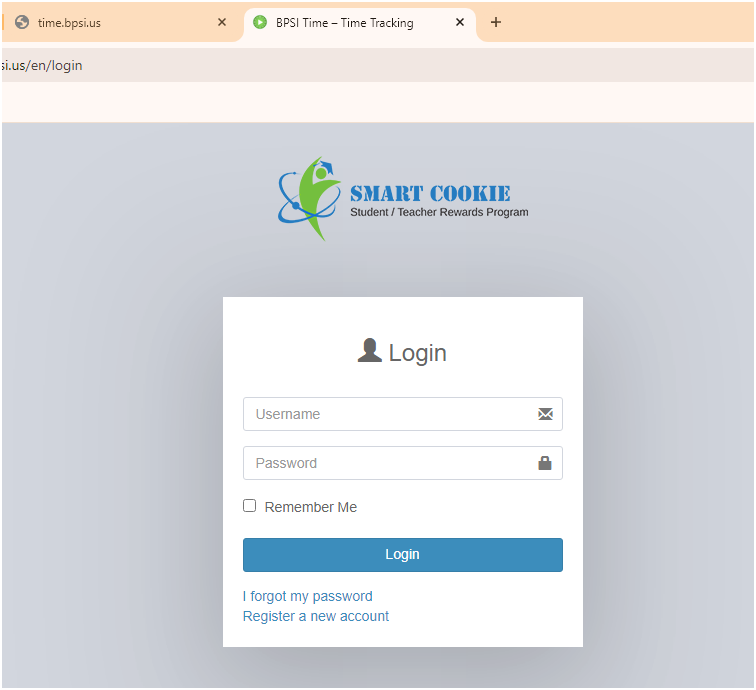 time.bpsi.us
BPSI Time – Time Tracking
si.us/en/login
SMART COOKIE
Student / Teacher Rewards Program
Login
Username
Password
Remember Me
Login
I forgot my password
Register a new account